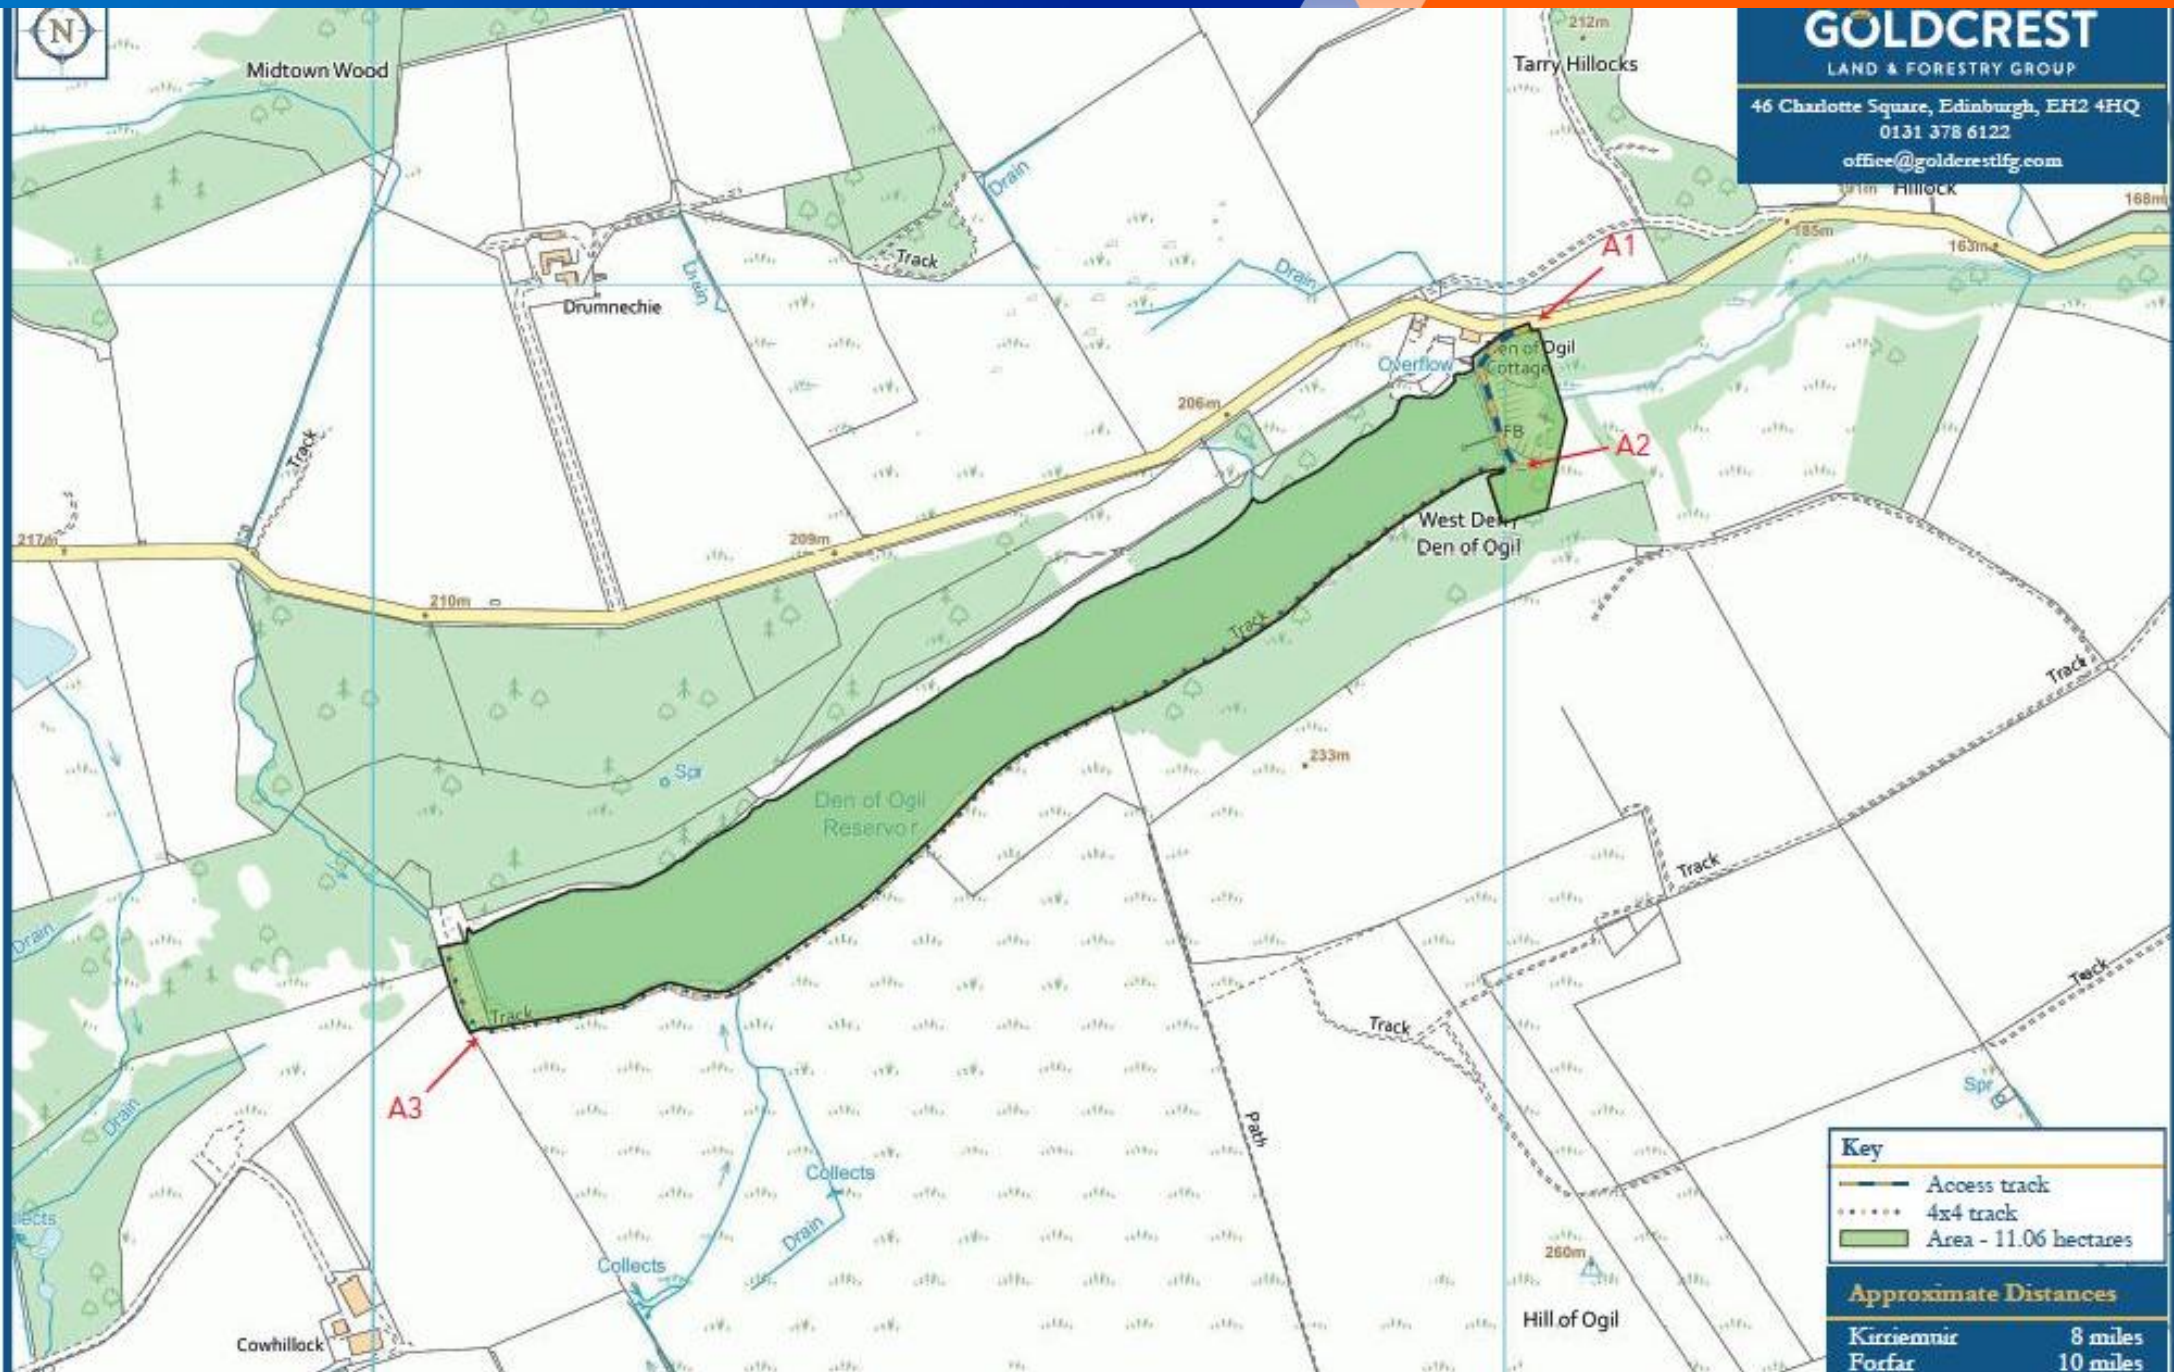 N
Midtown Wood
212m
Tarry Hillocks
GOLDCREST
LAND & FORESTRY GROUP
46 Charlotte Square, Edinburgh, EH2 4HQ
0131 378 6122
office@goldcrestlfg.com
191m Hillock
168m
Drain
185m
163m
A1
Track
Drain
Drain
Drumnechie
Den of Ogil
Cottage
Overflow
206m
FB
A2
Track
West Den,
Den of Ogil
217m
209m
210m
Track
Track
Spr
233m
Den of Ogil
Reservo r
Track
Drain
Track
Track
Track
A3
Drain
Path
Spr
Key
Access track
4x4 track
Area - 11.06 hectares
Collects
Drain
Collects
lects
260m
Hill of Ogil
Cowhillock
Approximate Distances
Kirriemuir 8 miles
Forfar 10 miles